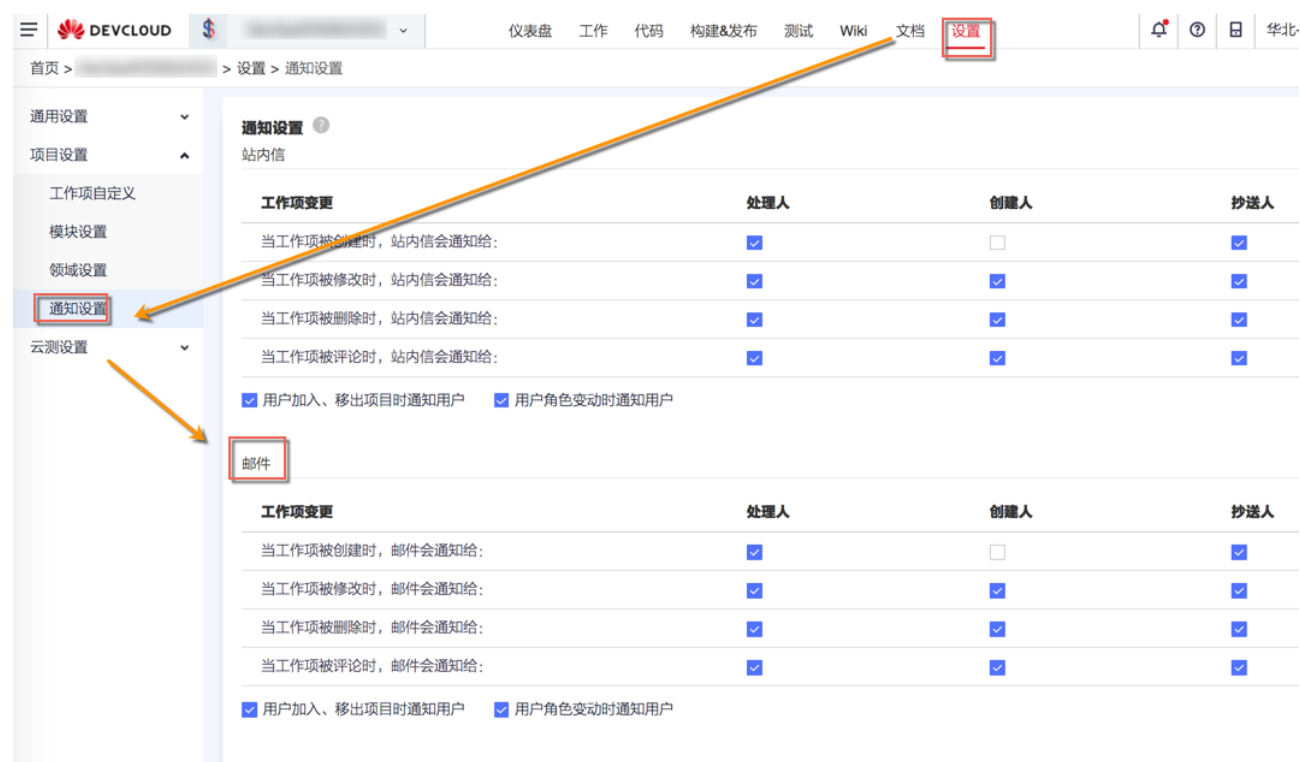 DEVCLOUD 仪表盘 工作 代码 构建&发布 测试 Wiki 文档 设置 华北-
首页 > > 设置 > 通知设置
通用设置
项目设置
工作项自定义
模块设置
领域设置
通知设置
云测设置
通知设置 ?
站内信
工作项变更 处理人 创建人 抄送人
当工作项被创建时，站内信会通知给:
当工作项被修改时，站内信会通知给:
当工作项被删除时，站内信会通知给:
当工作项被评论时，站内信会通知给:
用户加入、移出项目时通知用户 用户角色变动时通知用户
邮件
工作项变更 处理人 创建人 抄送人
当工作项被创建时，邮件会通知给:
当工作项被修改时，邮件会通知给:
当工作项被删除时，邮件会通知给:
当工作项被评论时，邮件会通知给:
用户加入、移出项目时通知用户 用户角色变动时通知用户